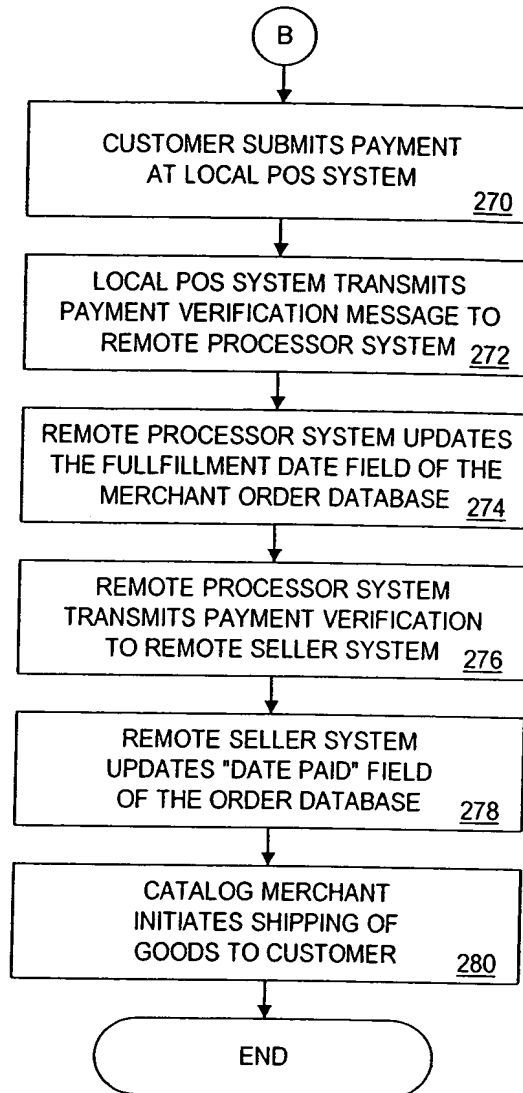 B
CUSTOMER SUBMITS PAYMENT
AT LOCAL POS SYSTEM
270
LOCAL POS SYSTEM TRANSMITS
PAYMENT VERIFICATION MESSAGE TO
REMOTE PROCESSOR SYSTEM 272
REMOTE PROCESSOR SYSTEM UPDATES
THE FULLFILLMENT DATE FIELD OF THE
MERCHANT ORDER DATABASE 274
REMOTE PROCESSOR SYSTEM
TRANSMITS PAYMENT VERIFICATION
TO REMOTE SELLER SYSTEM 276
REMOTE SELLER SYSTEM
UPDATES "DATE PAID" FIELD
OF THE ORDER DATABASE 278
CATALOG MERCHANT
INITIATES SHIPPING OF
GOODS TO CUSTOMER 280
END